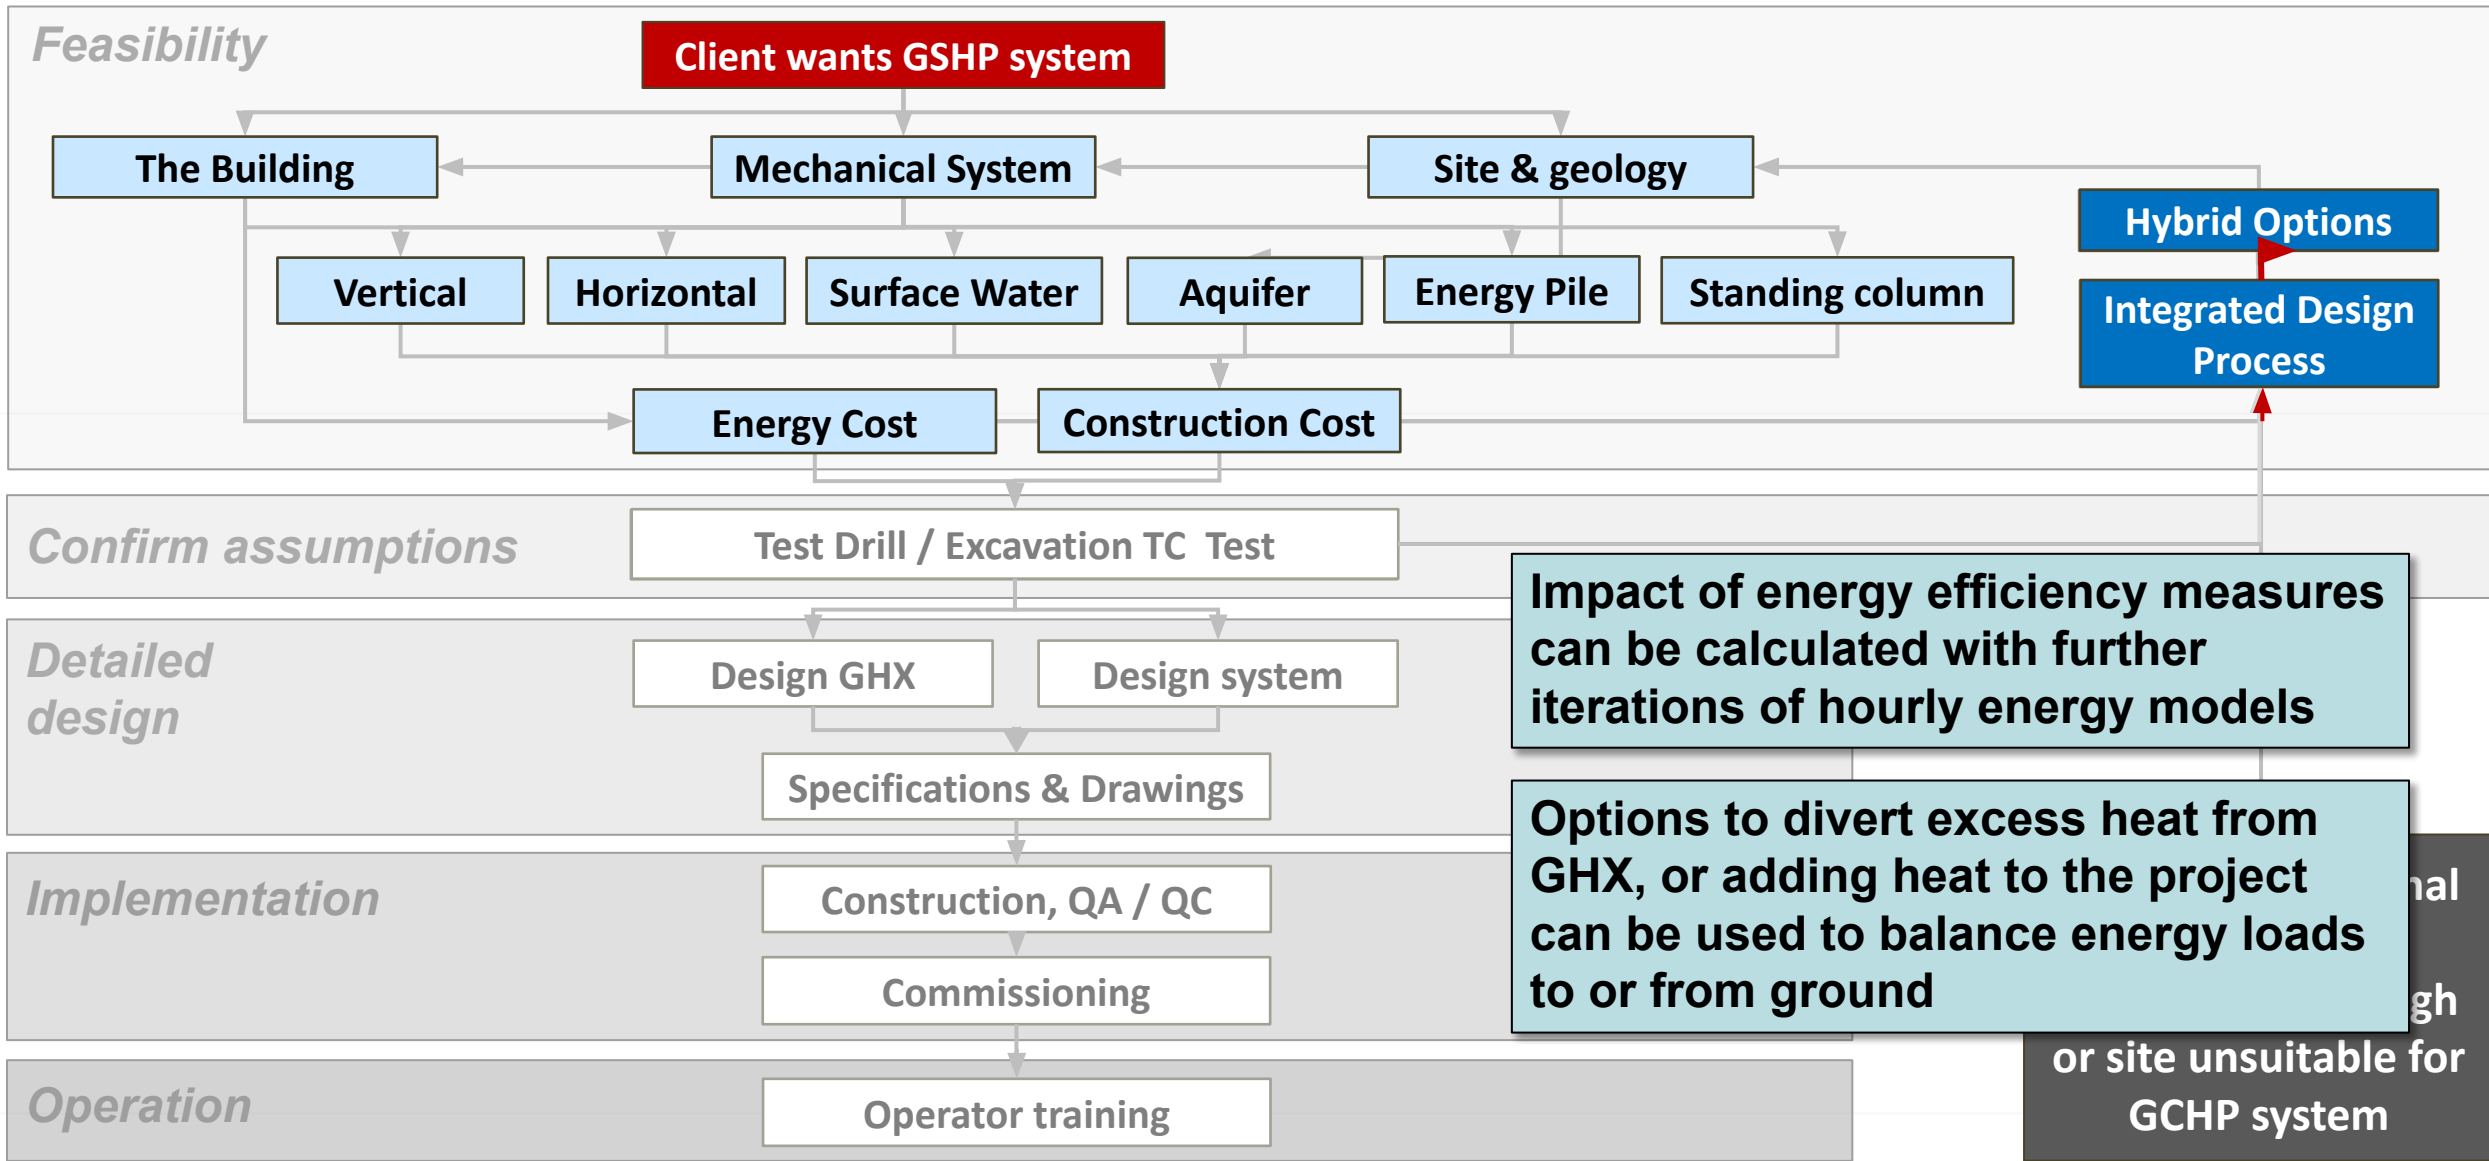 Feasibility
Client wants GSHP system
The Building
Mechanical System
Site & geology
Hybrid Options
Vertical
Horizontal
Surface Water
Aquifer
Energy Pile
Standing column
Integrated Design
Process
Energy Cost
Construction Cost
Confirm assumptions
Test Drill / Excavation TC  Test
Impact of energy efficiency measures
can be calculated with further
iterations of hourly energy models
Detailed
design
Design GHX
Design system
Specifications & Drawings
Options to divert excess heat from
GHX, or adding heat to the project
can be used to balance energy loads
to or from ground
Implementation
Construction, QA / QC
Commissioning
or site unsuitable for
GCHP system
Operation
Operator training